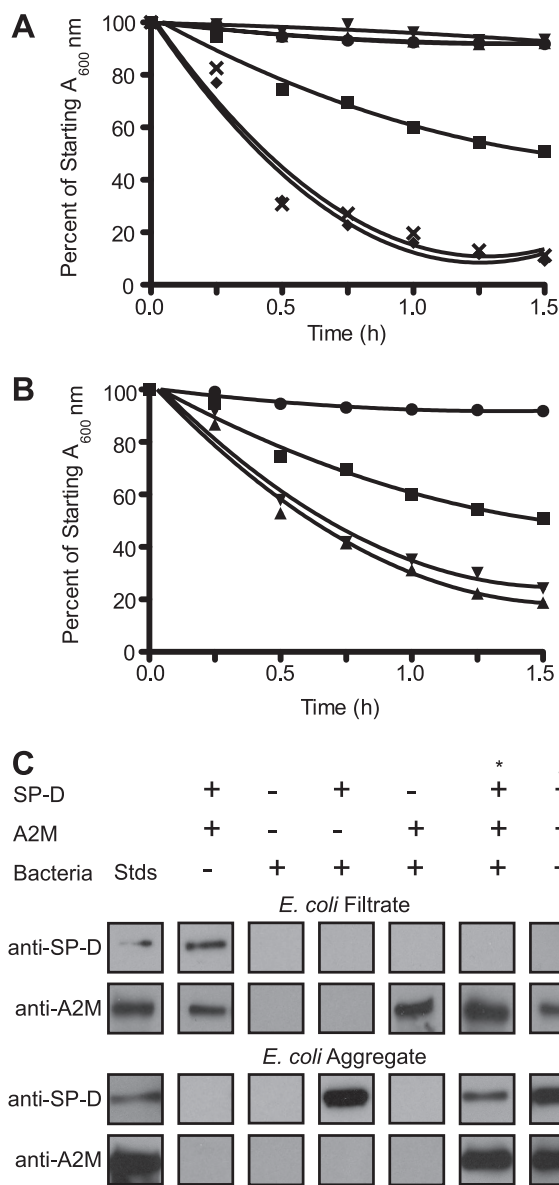 A
Percent of Starting A600 nm
100
80
60
40
20
0
0.0 0.5 1.0 1.5
Time (h)
B
Percent of Starting A600 nm
100
80
60
40
20
0
0.0 0.5 1.0 1.5
Time (h)
C
*
SP-D + - + - +
A2M + - - + +
Bacteria Stds - + + + +
E. coli Filtrate
anti-SP-D
anti-A2M
E. coli Aggregate
anti-SP-D
anti-A2M